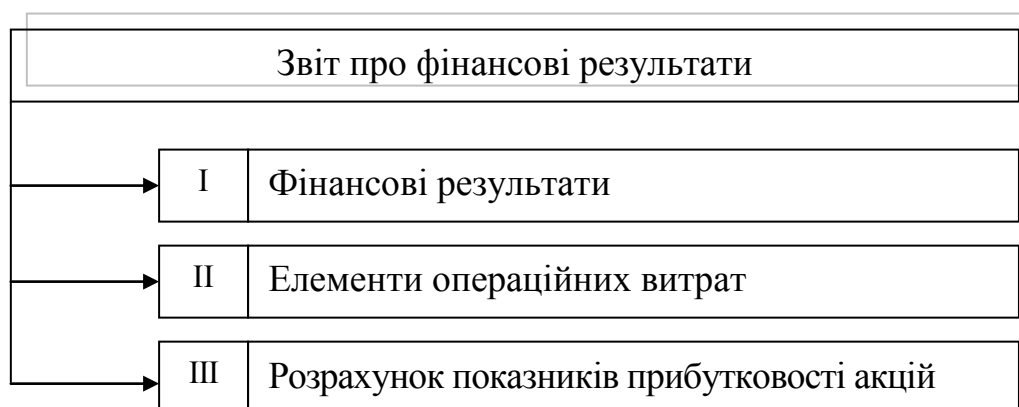 Звіт про фінансові результати
I Фінансові результати
II Елементи операційних витрат
III Розрахунок показників прибутковості акцій